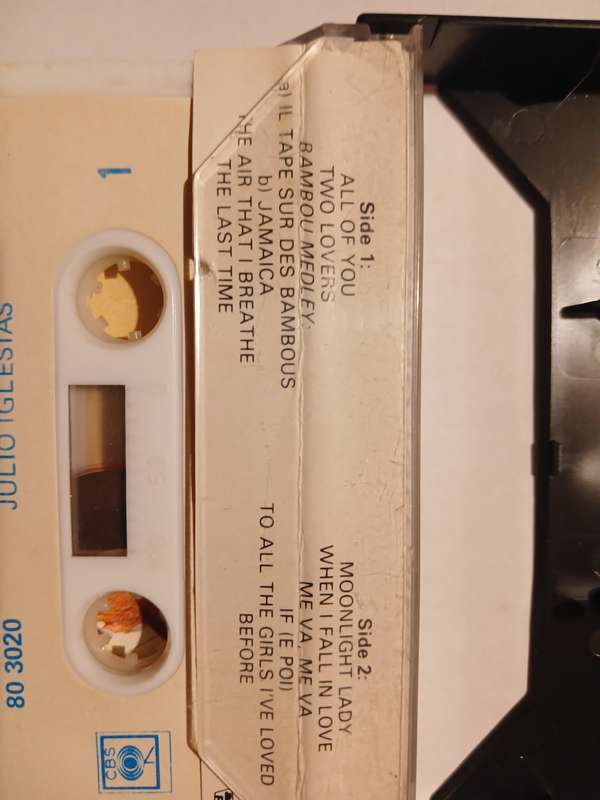 Side 1:
ALL OF YOU
TWO LOVERS
BAMBOU MEDLEY:
a) IL TAPE SUR DES BAMBOUS
b) JAMAICA
THE AIR THAT I BREATHE
THE LAST TIME
Side 2:
MOONLIGHT LADY
WHEN I FALL IN LOVE
ME VA, ME VA
IF (E POI)
TO ALL THE GIRLS I'VE LOVED
BEFORE
1
CBS
JULIO IGLESIAS
80 3020